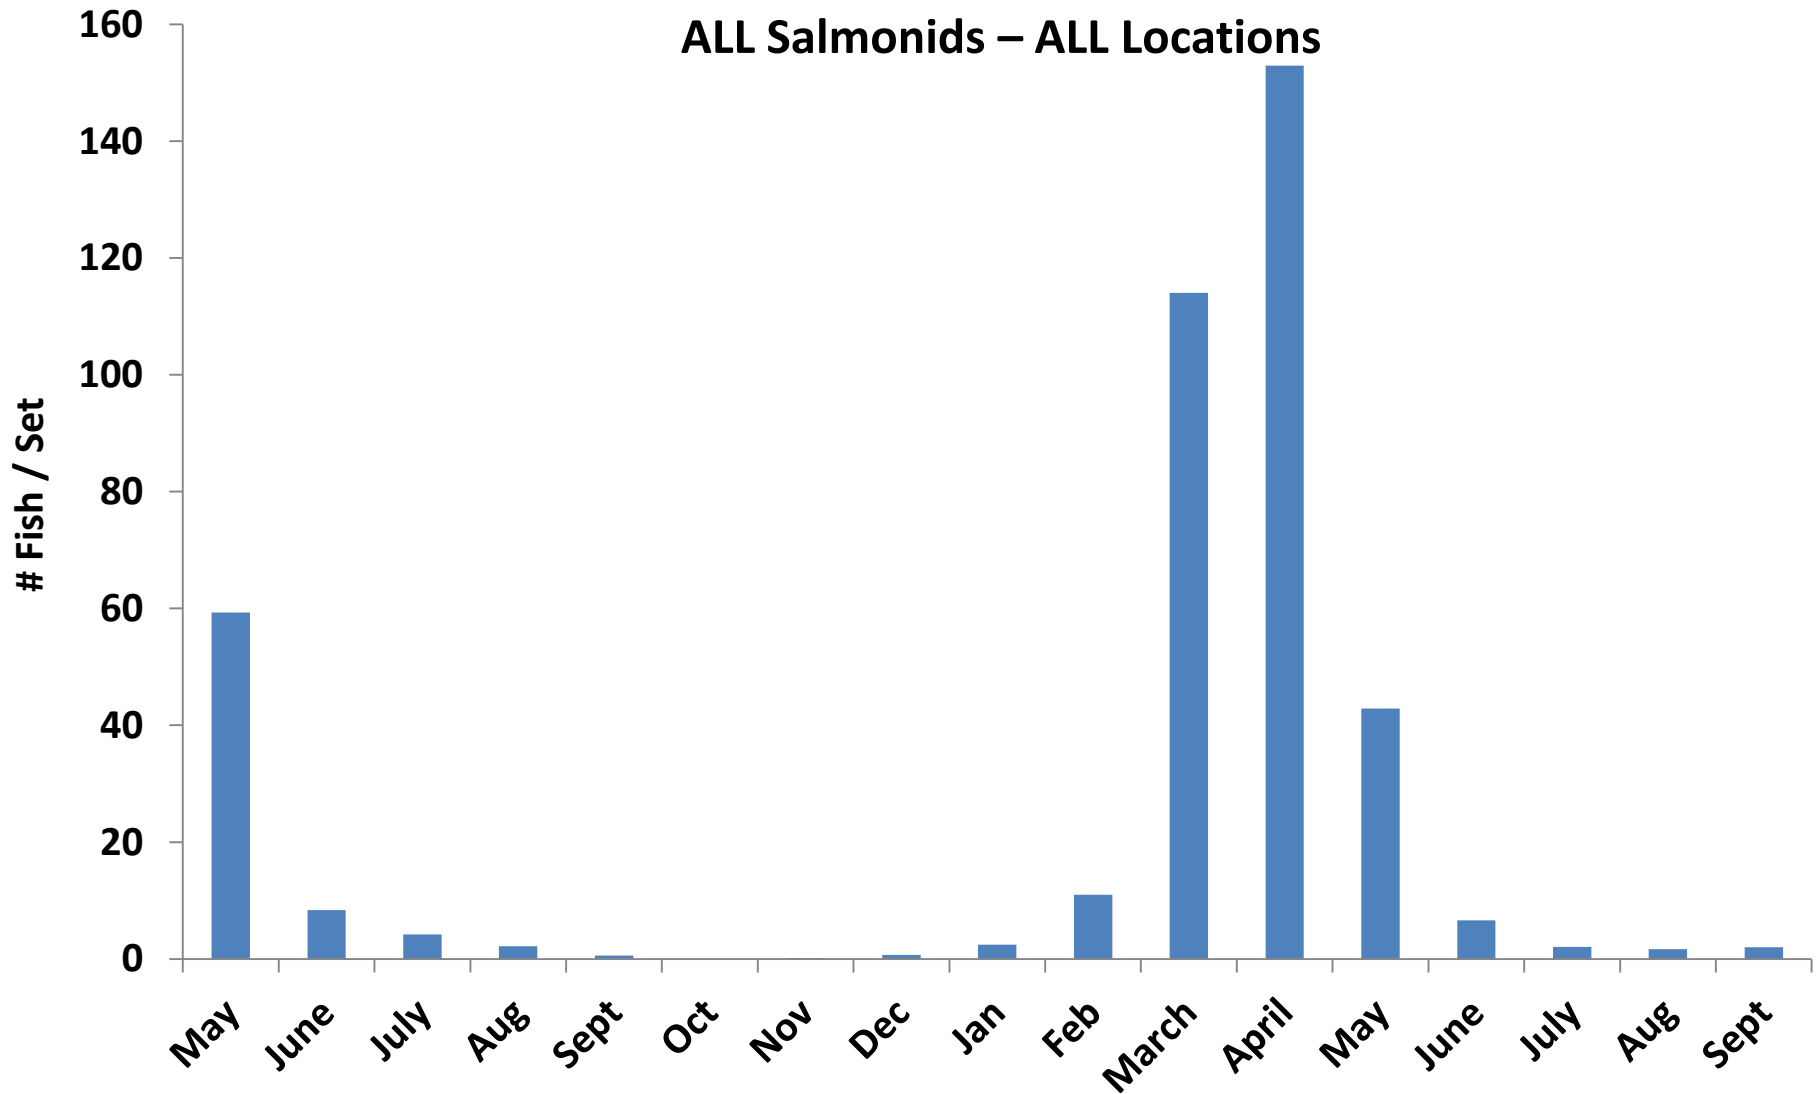 ALL Salmonids – ALL Locations
# Fish / Set
160
140
120
100
80
60
40
20
0
May
June
July
Aug
Sept
Oct
Nov
Dec
Jan
Feb
March
April
May
June
July
Aug
Sept